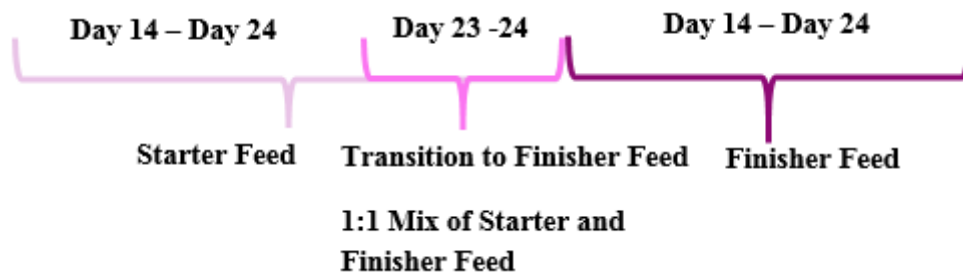 Day 14 – Day 24
Day 23 -24
Day 14 – Day 24
Starter Feed
Transition to Finisher Feed
Finisher Feed
1:1 Mix of Starter and
Finisher Feed